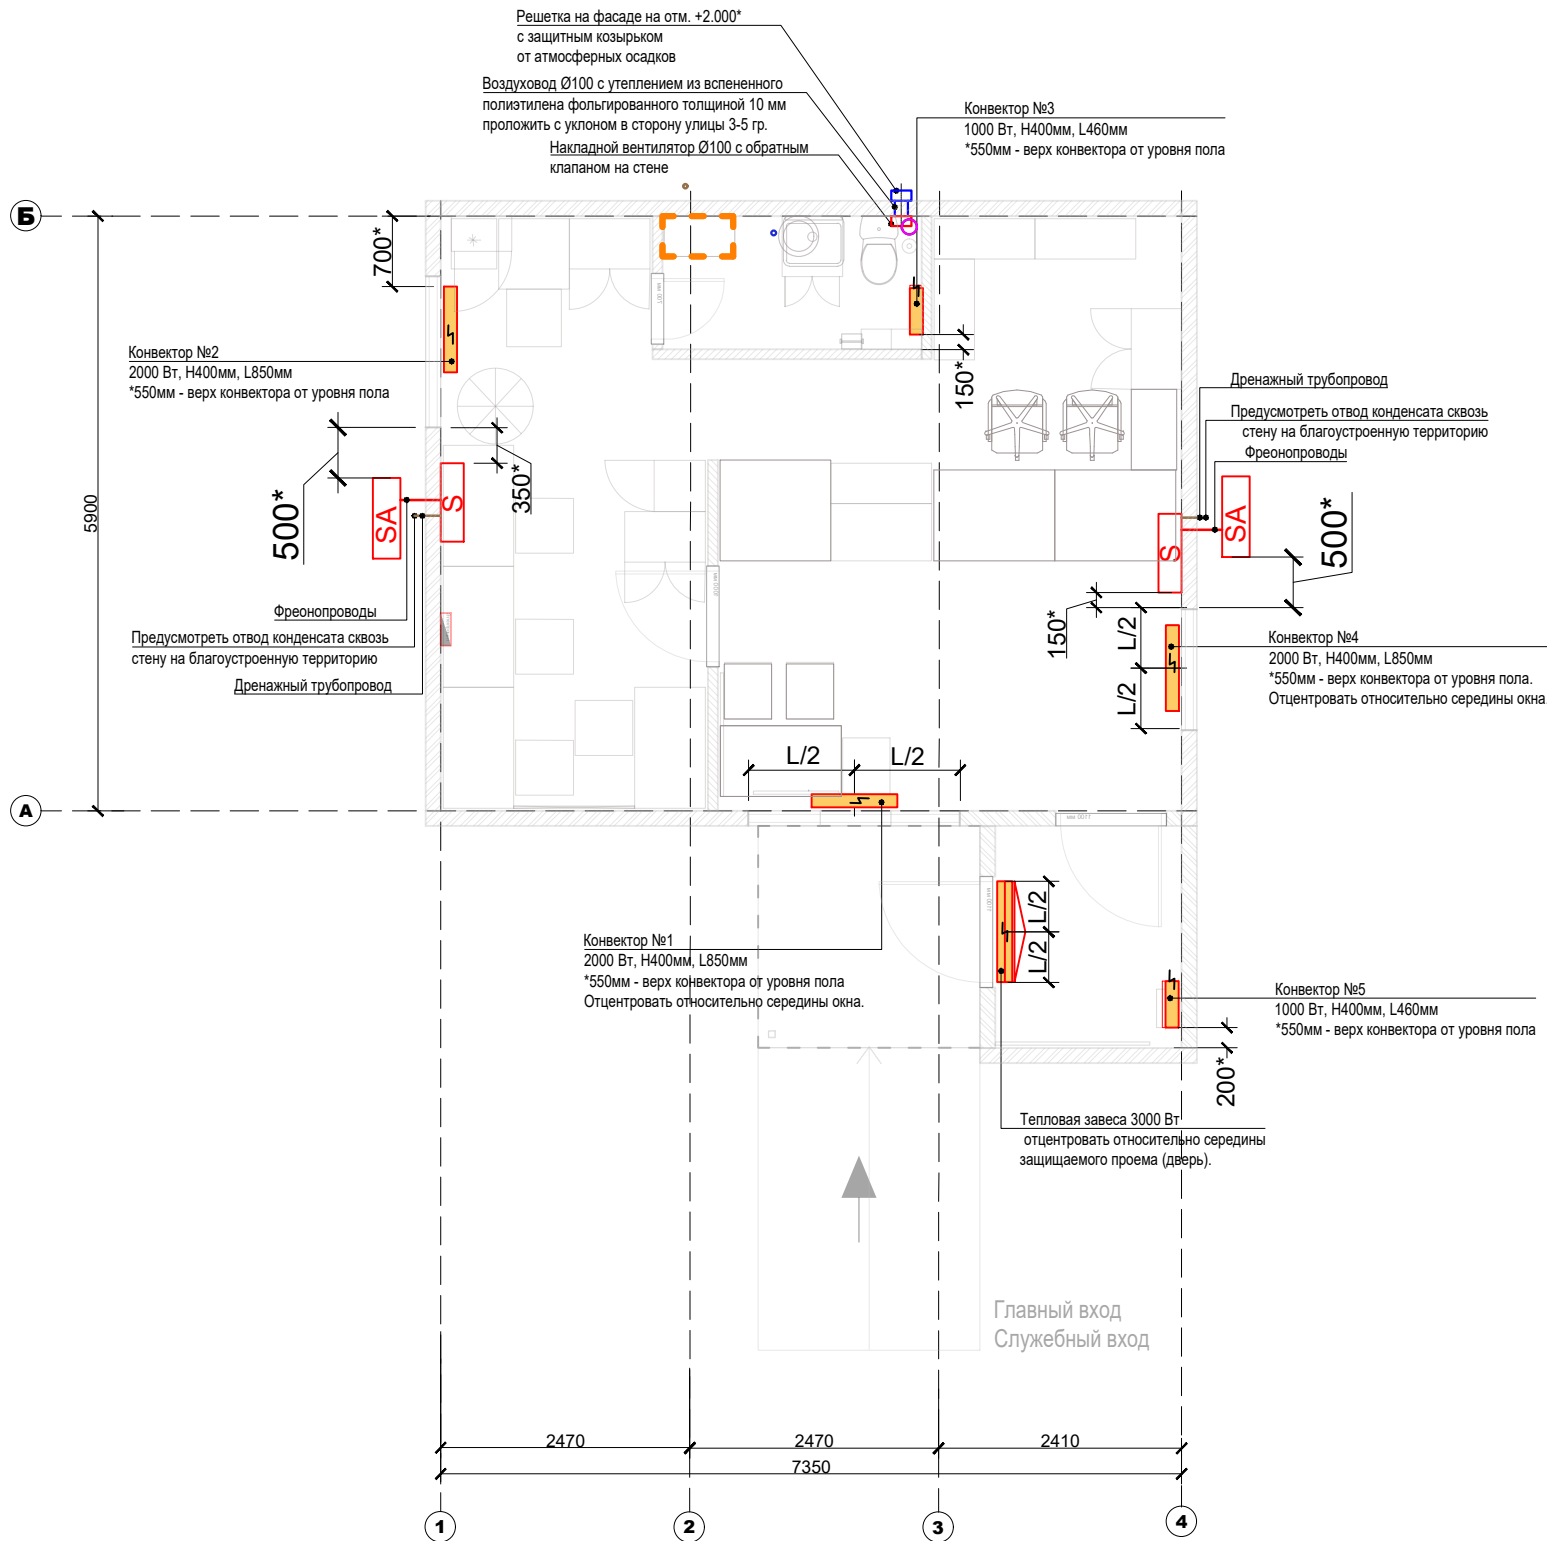 Решетка на фасаде на отм. +2.000*
с защитным козырьком
от атмосферных осадков
Воздуховод Ø100 с утеплением из вспененного
полиэтилена фольгированного толщиной 10 мм
проложить с уклоном в сторону улицы 3-5 гр.
Накладной вентилятор Ø100 с обратным
клапаном на стене
Конвектор №3
1000 Вт, H400мм, L460мм
*550мм - верх конвектора от уровня пола
Б
700*
Конвектор №2
2000 Вт, H400мм, L850мм
*550мм - верх конвектора от уровня пола
150*
Дренажный трубопровод
Предусмотреть отвод конденсата сквозь
стену на благоустроенную территорию
Фреонопроводы
5900
500*
350*
SA
S
S
SA
500*
Фреонопроводы
Предусмотреть отвод конденсата сквозь
стену на благоустроенную территорию
Дренажный трубопровод
150*
L/2
L/2
Конвектор №4
2000 Вт, H400мм, L850мм
*550мм - верх конвектора от уровня пола.
Отцентровать относительно середины окна.
L/2
L/2
А
Конвектор №1
2000 Вт, H400мм, L850мм
*550мм - верх конвектора от уровня пола
Отцентровать относительно середины окна.
L/2
L/2
Конвектор №5
1000 Вт, H400мм, L460мм
*550мм - верх конвектора от уровня пола
200*
Тепловая завеса 3000 Вт
отцентровать относительно середины
защищаемого проема (дверь).
Главный вход
Служебный вход
2470
2470
2410
7350
1
2
3
4